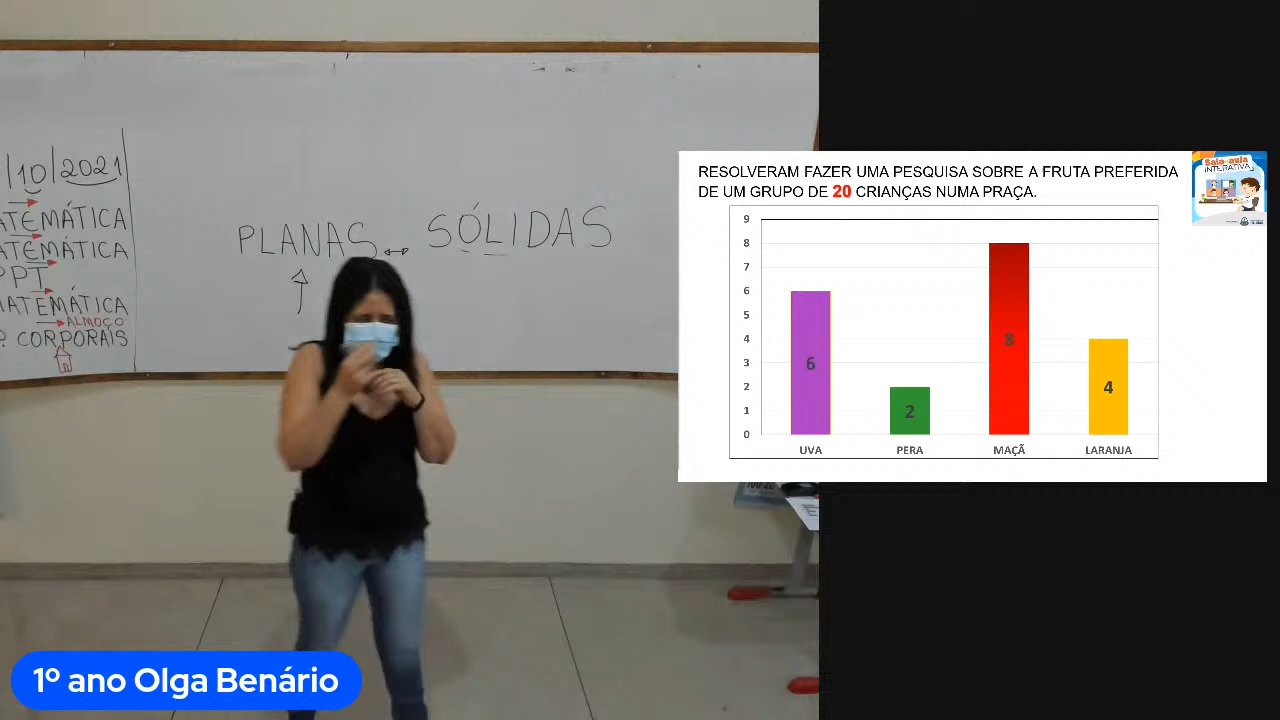 /10/2021
ATEMÁTICA
ATEMÁTICA
PPT
MATEMÁTICA
ALMOÇO
CORPORAIS
PLANAS ↔ SÓLIDAS
RESOLVERAM FAZER UMA PESQUISA SOBRE A FRUTA PREFERIDA
DE UM GRUPO DE 20 CRIANÇAS NUMA PRAÇA.
Sala de aula
INTERATIVA
9
8
7
6
5
4
3
2
1
0
6
2
8
4
UVA PERA MAÇÃ LARANJA
1º ano Olga Benário